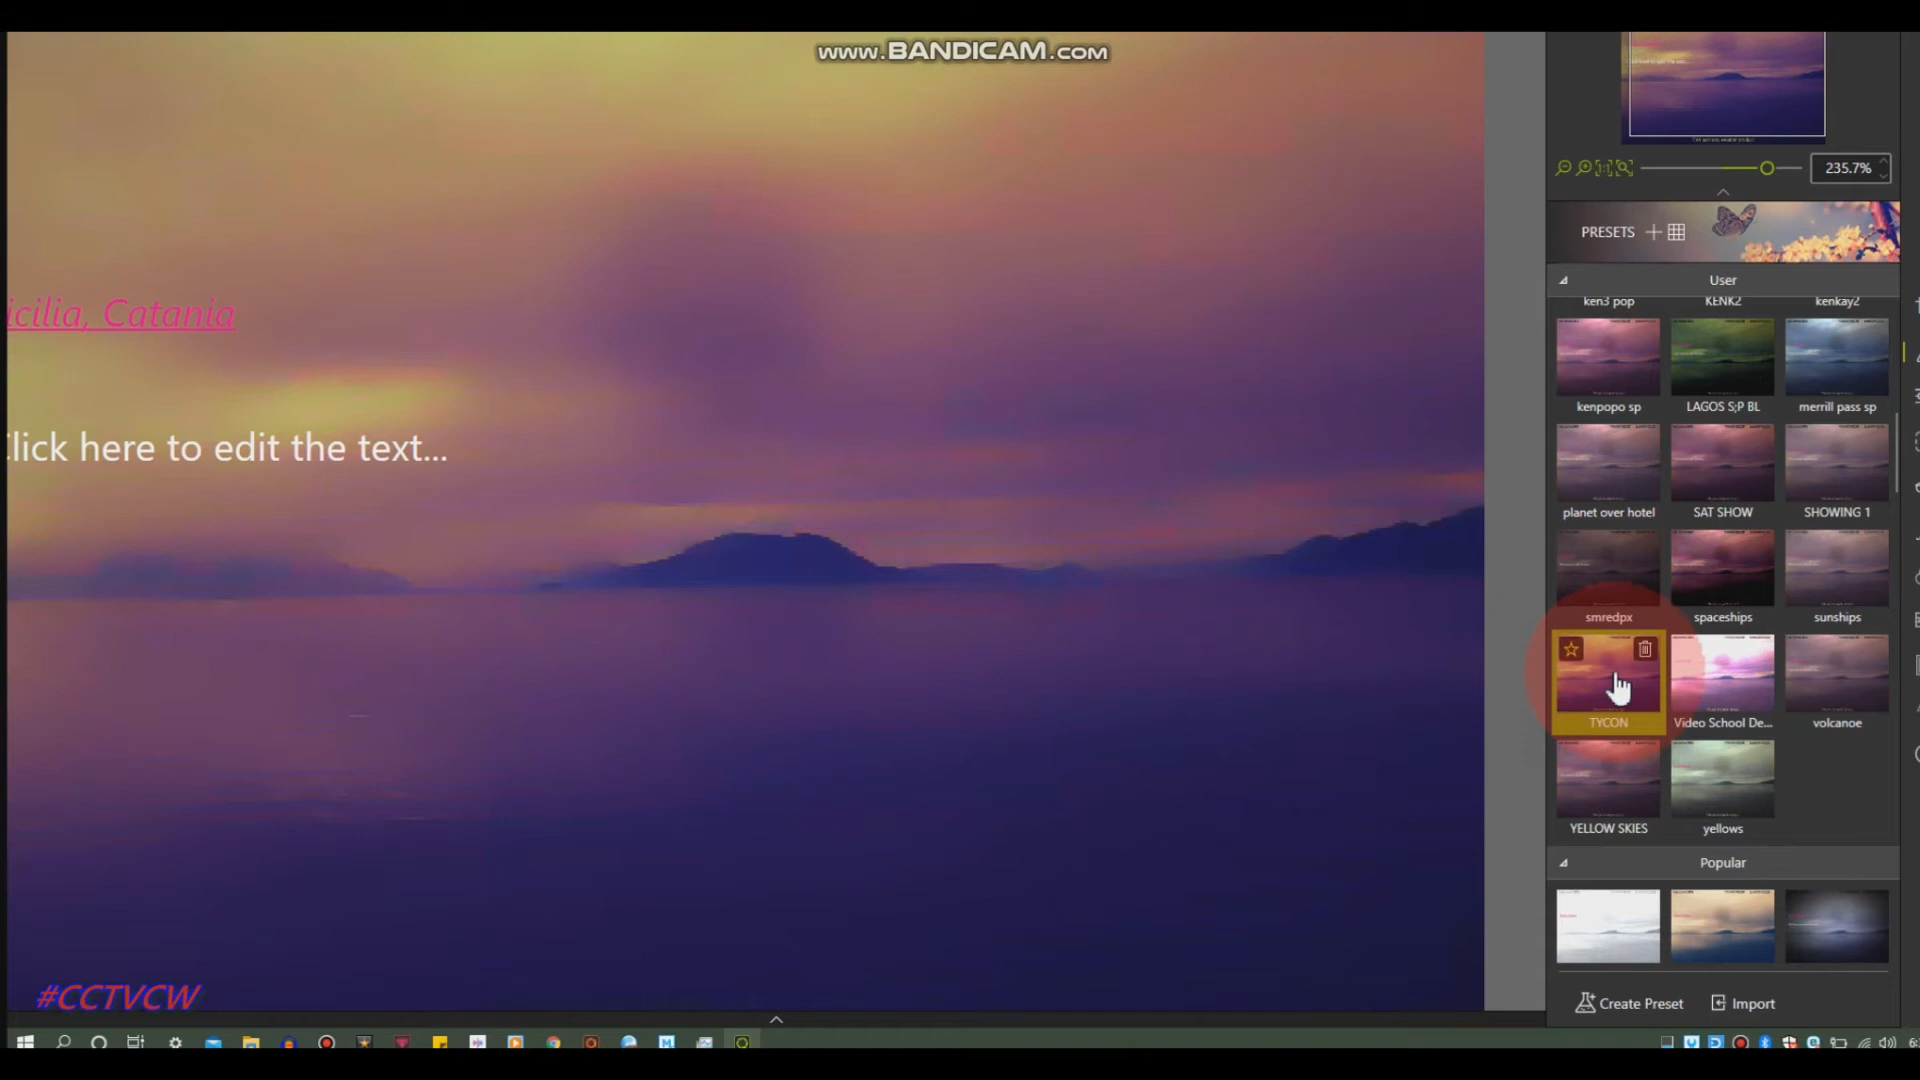 www.BANDICAM.com
235.7%
PRESETS
User
ken3 pop KENK2 kenkay2
icilia, Catania
kenpopo sp LAGOS S;P BL merrill pass sp
lick here to edit the text...
planet over hotel SAT SHOW SHOWING 1
smredpx spaceships sunships
TYCON Video School De... volcanoe
YELLOW SKIES yellows
Popular
#CCTVCW
Create Preset Import